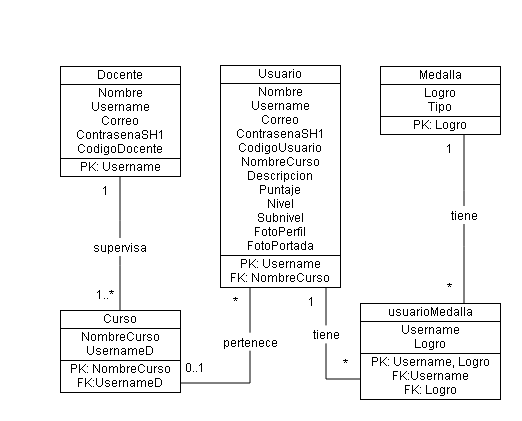 Docente
Nombre
Username
Correo
ContrasenaSH1
CodigoDocente
PK: Username
Usuario
Nombre
Username
Correo
ContrasenaSH1
CodigoUsuario
NombreCurso
Descripcion
Puntaje
Nivel
Subnivel
FotoPerfil
FotoPortada
PK: Username
FK: NombreCurso
Medalla
Logro
Tipo
PK: Logro
1
supervisa
1..*
1
tiene
*
Curso
NombreCurso
UsernameD
PK: NombreCurso
FK:UsernameD
*
pertenece
0..1
1
tiene
*
usuarioMedalla
Username
Logro
PK: Username, Logro
FK:Username
FK: Logro